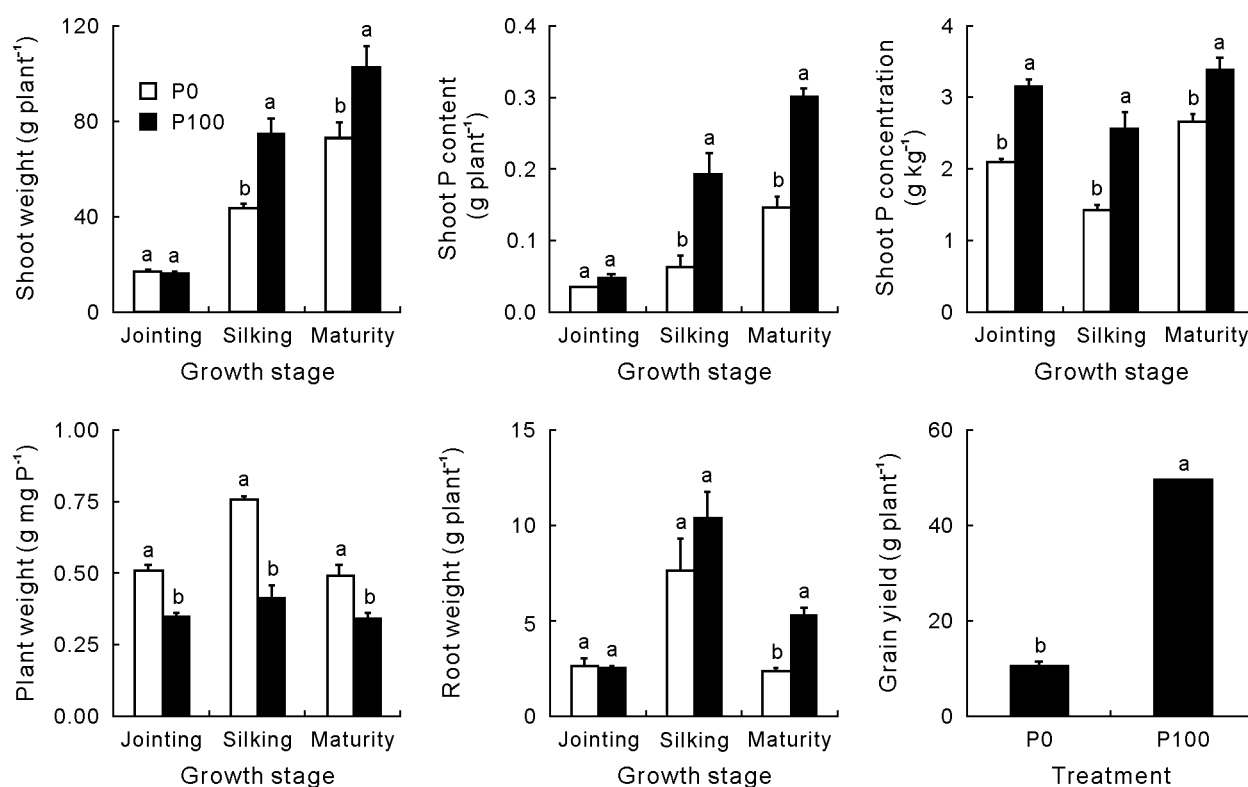 Shoot weight (g plant⁻¹)
120
80
40
0
P0
P100
a
a
b
a
b
a
Jointing
Silking
Maturity
Growth stage
Shoot P content
(g plant⁻¹)
0.4
0.3
0.2
0.1
0.0
a
a
b
a
b
a
Jointing
Silking
Maturity
Growth stage
Shoot P concentration
(g kg⁻¹)
4
3
2
1
0
b
a
b
a
b
a
Jointing
Silking
Maturity
Growth stage
Plant weight (g mg P⁻¹)
1.00
0.75
0.50
0.25
0.00
a
b
a
b
a
b
Jointing
Silking
Maturity
Growth stage
Root weight (g plant⁻¹)
15
10
5
0
a
a
a
a
b
a
Jointing
Silking
Maturity
Growth stage
Grain yield (g plant⁻¹)
60
40
20
0
b
a
P0
P100
Treatment